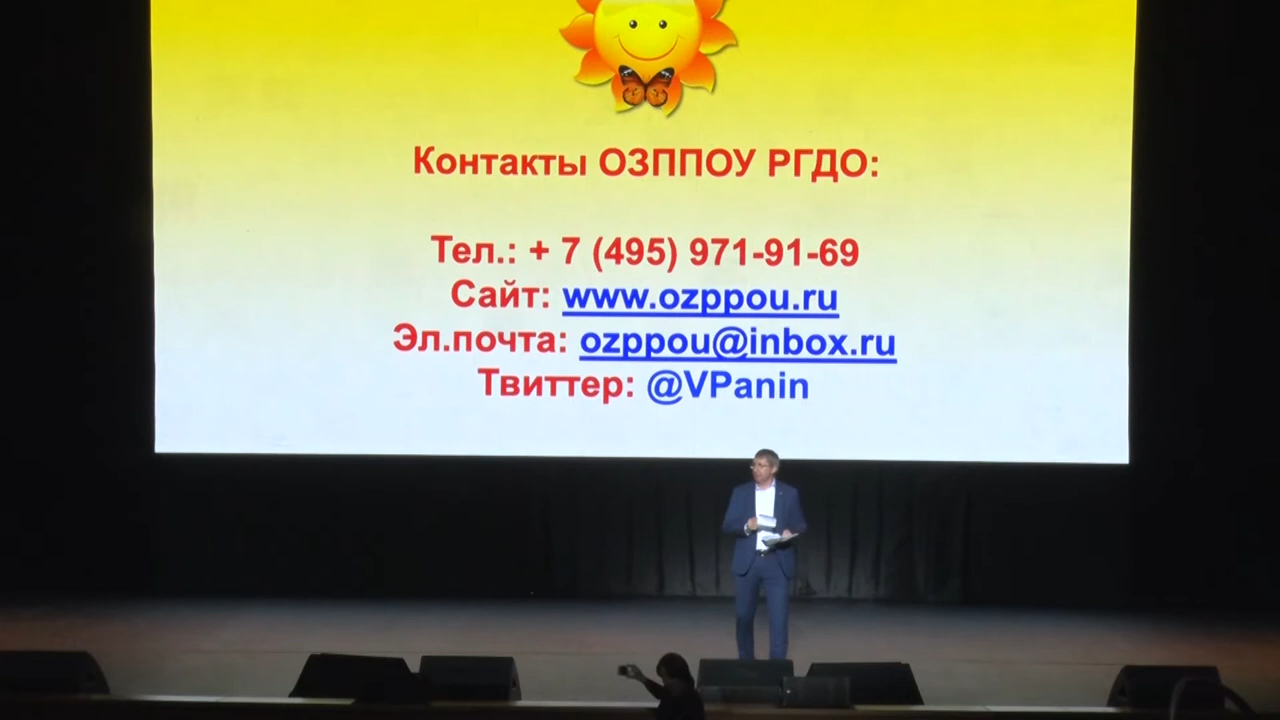 Контакты ОЗППОУ РГДО:
Тел.: + 7 (495) 971-91-69
Сайт: www.ozppou.ru
Эл.почта: ozppou@inbox.ru
Твиттер: @VPanin